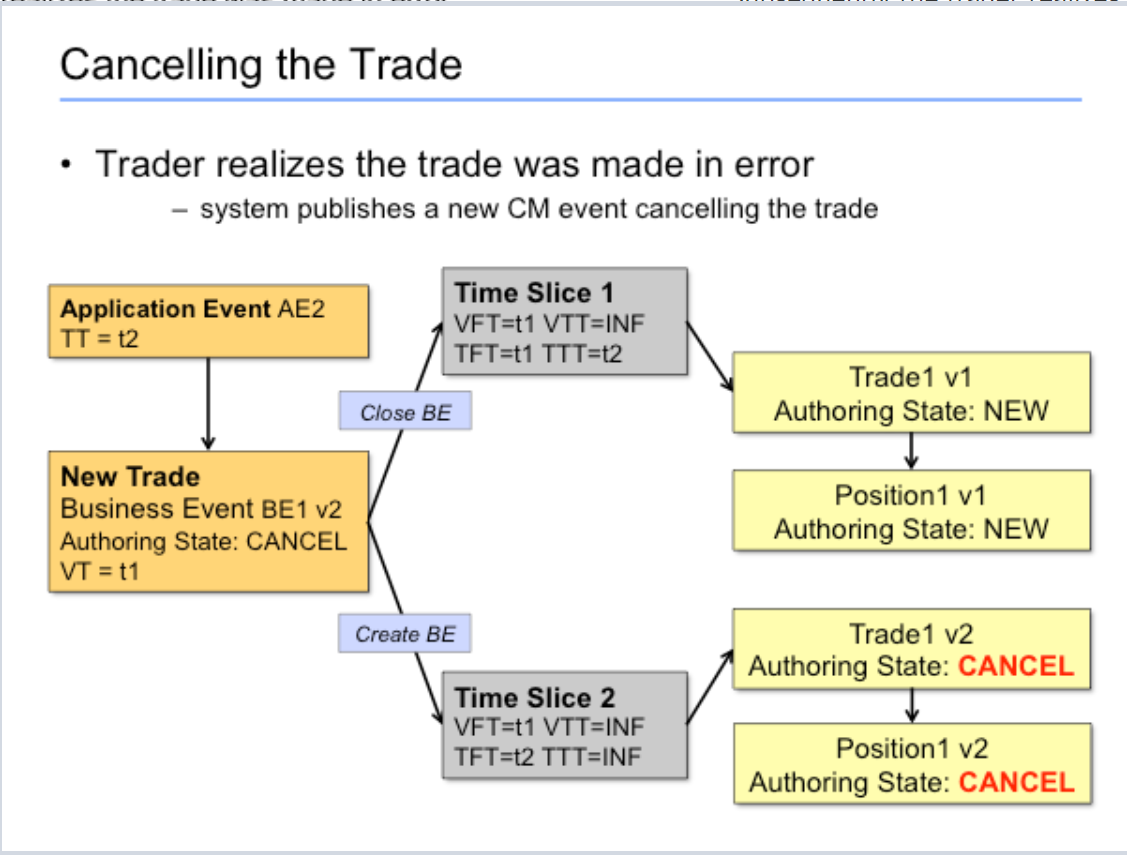 Cancelling the Trade
• Trader realizes the trade was made in error
– system publishes a new CM event cancelling the trade
Application Event AE2
TT = t2
New Trade
Business Event BE1 v2
Authoring State: CANCEL
VT = t1
Close BE
Create BE
Time Slice 1
VFT=t1 VTT=INF
TFT=t1 TTT=t2
Trade1 v1
Authoring State: NEW
Position1 v1
Authoring State: NEW
Time Slice 2
VFT=t1 VTT=INF
TFT=t2 TTT=INF
Trade1 v2
Authoring State: CANCEL
Position1 v2
Authoring State: CANCEL